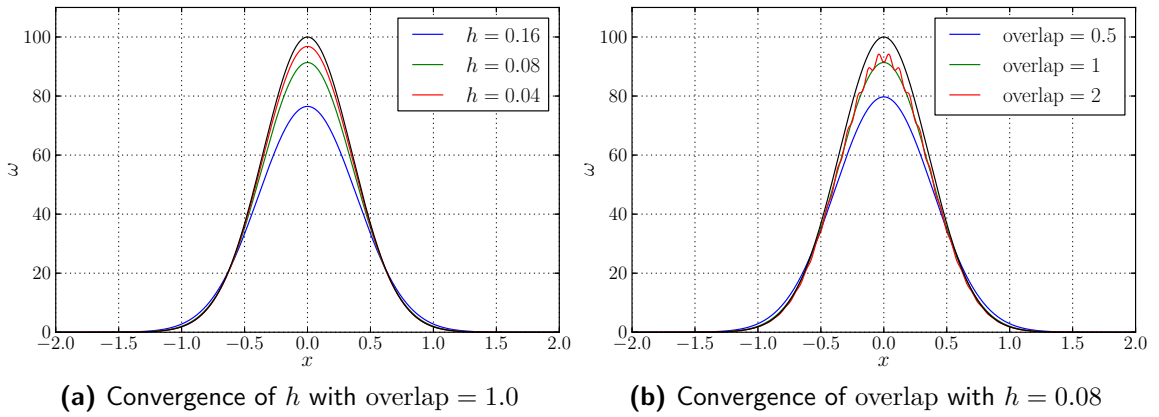 100
80
60
40
20
0
ω
−2.0 −1.5 −1.0 −0.5 0.0 0.5 1.0 1.5 2.0
x
h = 0.16
h = 0.08
h = 0.04
(a) Convergence of h with overlap = 1.0
100
80
60
40
20
0
ω
−2.0 −1.5 −1.0 −0.5 0.0 0.5 1.0 1.5 2.0
x
overlap = 0.5
overlap = 1
overlap = 2
(b) Convergence of overlap with h = 0.08